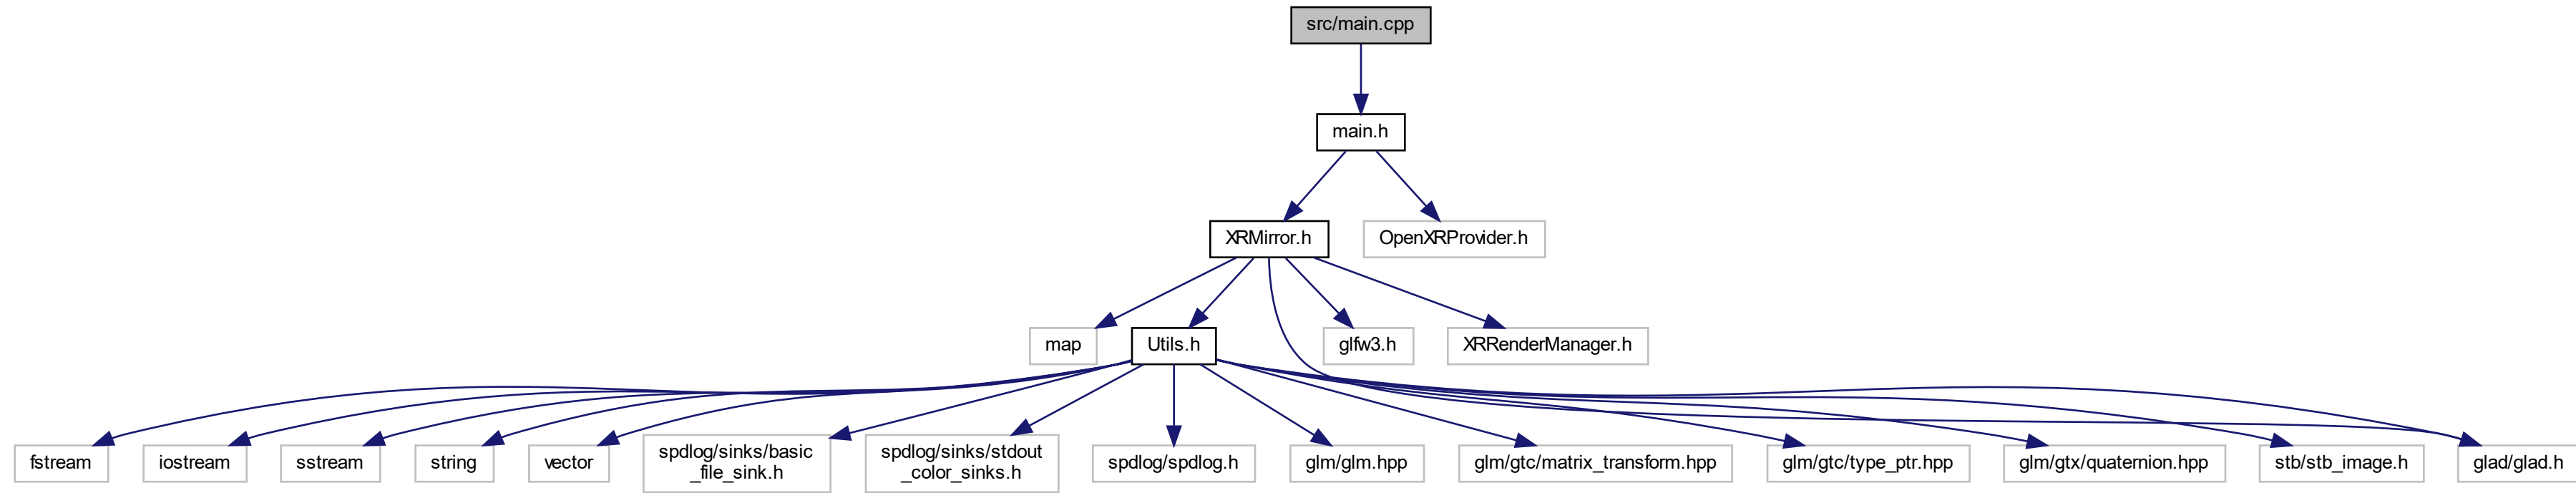 src/main.cpp
main.h
XRMirror.h
OpenXRProvider.h
map
Utils.h
glfw3.h
XRRenderManager.h
fstream
iostream
sstream
string
vector
spdlog/sinks/basic
_file_sink.h
spdlog/sinks/stdout
_color_sinks.h
spdlog/spdlog.h
glm/glm.hpp
glm/gtc/matrix_transform.hpp
glm/gtc/type_ptr.hpp
glm/gtx/quaternion.hpp
stb/stb_image.h
glad/glad.h